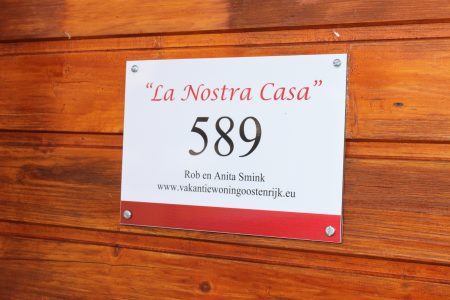 "La Nostra Casa"
589
Rob en Anita Smink
www.vakantiewoningoostenrijk.eu